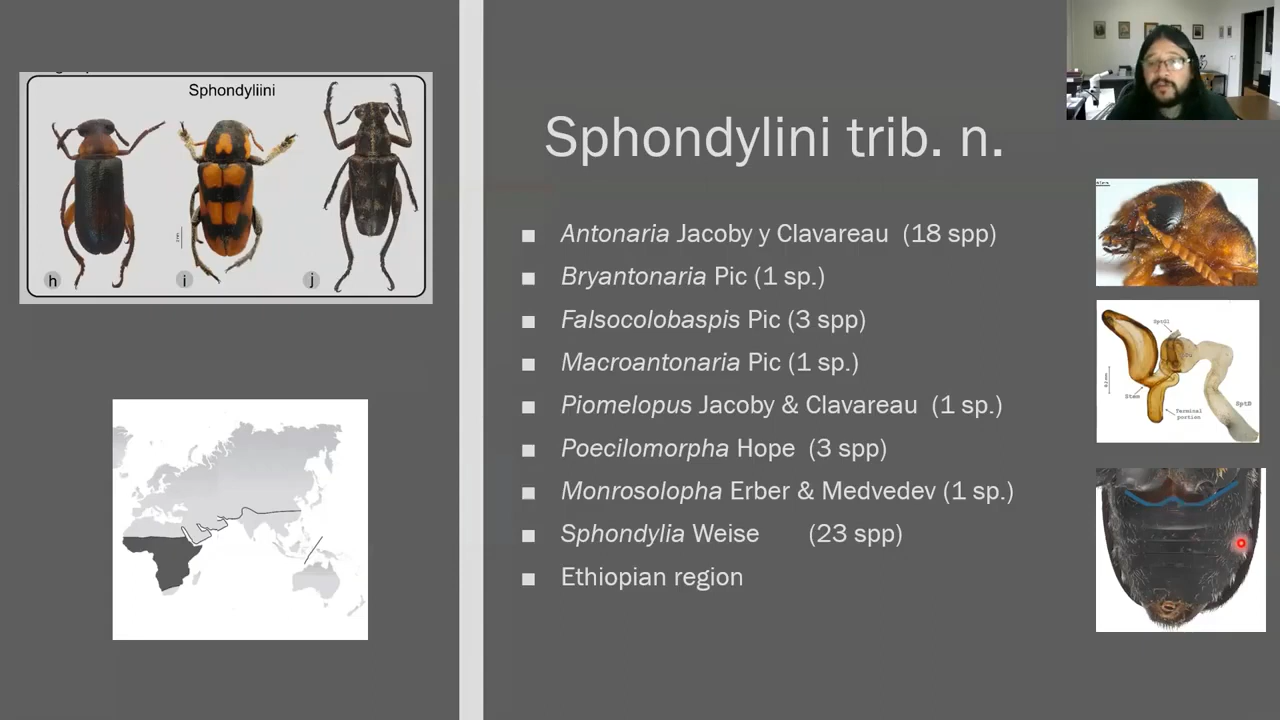 Sphondyliini
h
i
j
Sphondylini trib. n.
■ Antonaria Jacoby y Clavareau (18 spp)
■ Bryantonaria Pic (1 sp.)
■ Falsocolobaspis Pic (3 spp)
■ Macroantonaria Pic (1 sp.)
■ Piomelopus Jacoby & Clavareau (1 sp.)
■ Poecilomorpha Hope (3 spp)
■ Monrosolopha Erber & Medvedev (1 sp.)
■ Sphondylia Weise (23 spp)
■ Ethiopian region
Stem
Terminal
portion
SptD